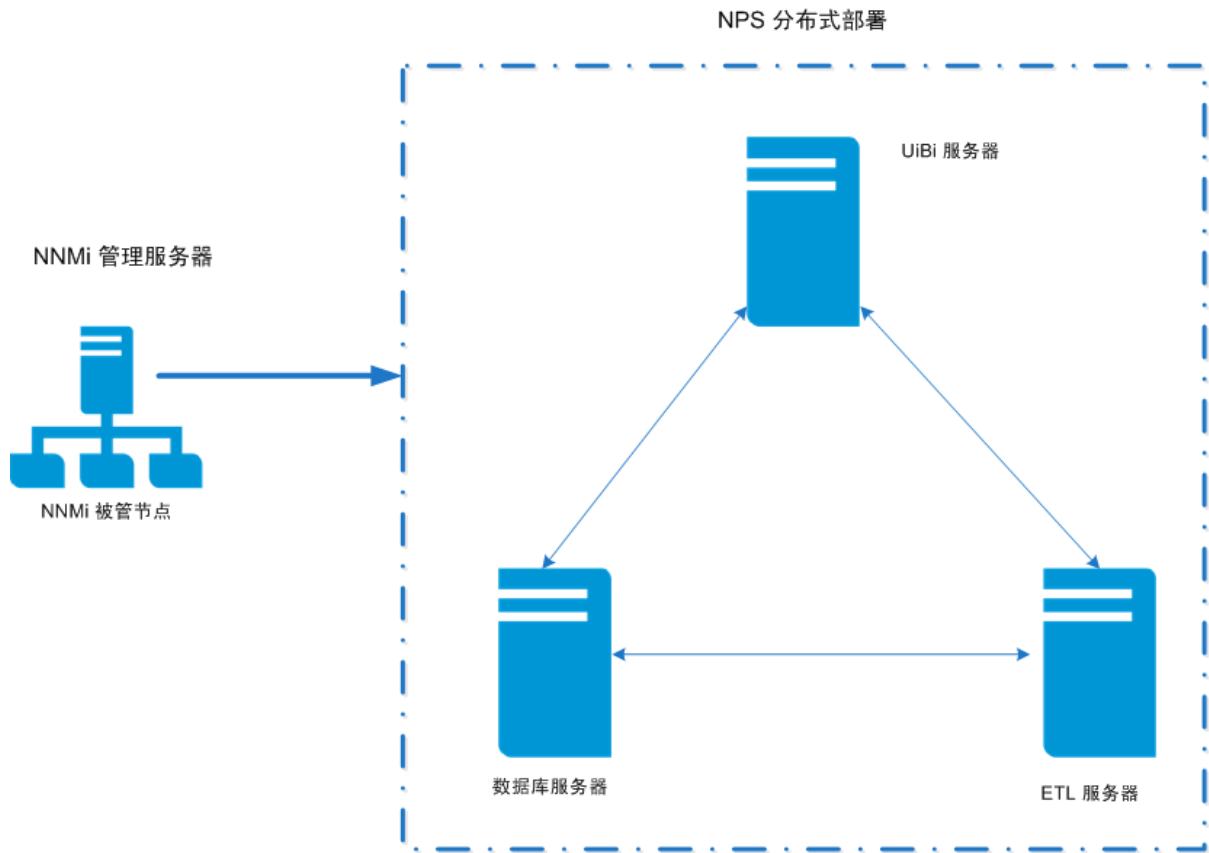 NPS 分布式部署
UiBi 服务器
NNMi 管理服务器
NNMi 被管节点
数据库服务器
ETL 服务器